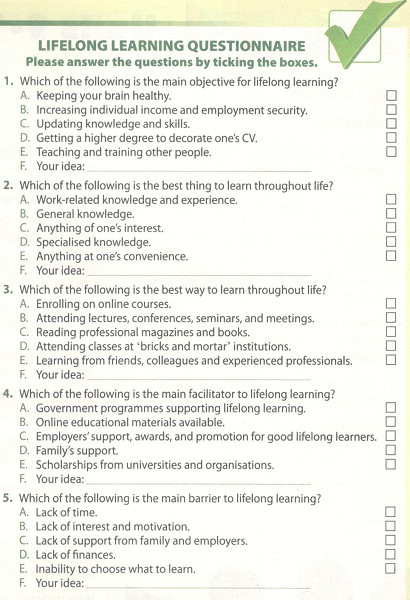 LIFELONG LEARNING QUESTIONNAIRE
Please answer the questions by ticking the boxes.
1. Which of the following is the main objective for lifelong learning?
A. Keeping your brain healthy.
B. Increasing individual income and employment security.
C. Updating knowledge and skills.
D. Getting a higher degree to decorate one's CV.
E. Teaching and training other people.
F. Your idea:
2. Which of the following is the best thing to learn throughout life?
A. Work-related knowledge and experience.
B. General knowledge.
C. Anything of one's interest.
D. Specialised knowledge.
E. Anything at one's convenience.
F. Your idea:
3. Which of the following is the best way to learn throughout life?
A. Enrolling on online courses.
B. Attending lectures, conferences, seminars, and meetings.
C. Reading professional magazines and books.
D. Attending classes at 'bricks and mortar' institutions.
E. Learning from friends, colleagues and experienced professionals.
F. Your idea:
4. Which of the following is the main facilitator to lifelong learning?
A. Government programmes supporting lifelong learning.
B. Online educational materials available.
C. Employers' support, awards, and promotion for good lifelong learners.
D. Family's support.
E. Scholarships from universities and organisations.
F. Your idea:
5. Which of the following is the main barrier to lifelong learning?
A. Lack of time.
B. Lack of interest and motivation.
C. Lack of support from family and employers.
D. Lack of finances.
E. Inability to choose what to learn.
F. Your idea: